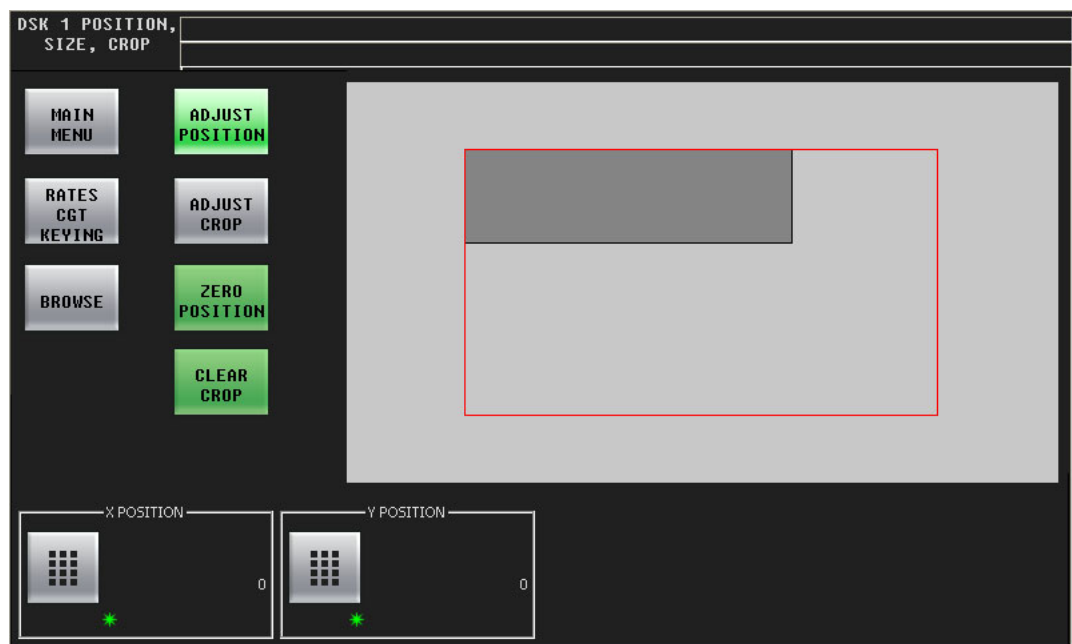 DSK 1 POSITION,
SIZE, CROP
MAIN
MENU
ADJUST
POSITION
RATES
CGT
KEYING
ADJUST
CROP
BROWSE
ZERO
POSITION
CLEAR
CROP
X POSITION
0
Y POSITION
0